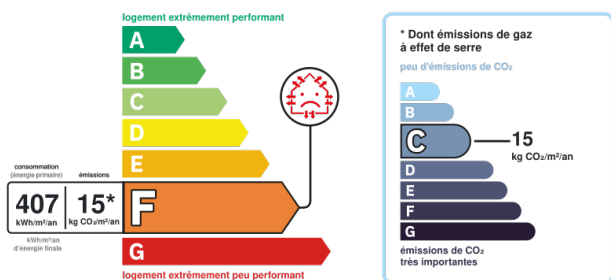 logement extrêmement performant
A
B
C
D
E
consommation
(énergie primaire)
émissions
407
kWh/m²/an
15*
kg CO₂/m²/an
F
kWh/m²/an
d'énergie finale
G
logement extrêmement peu performant
* Dont émissions de gaz
à effet de serre
peu d'émissions de CO₂
A
B
C
15
kg CO₂/m²/an
D
E
F
G
émissions de CO₂
très importantes